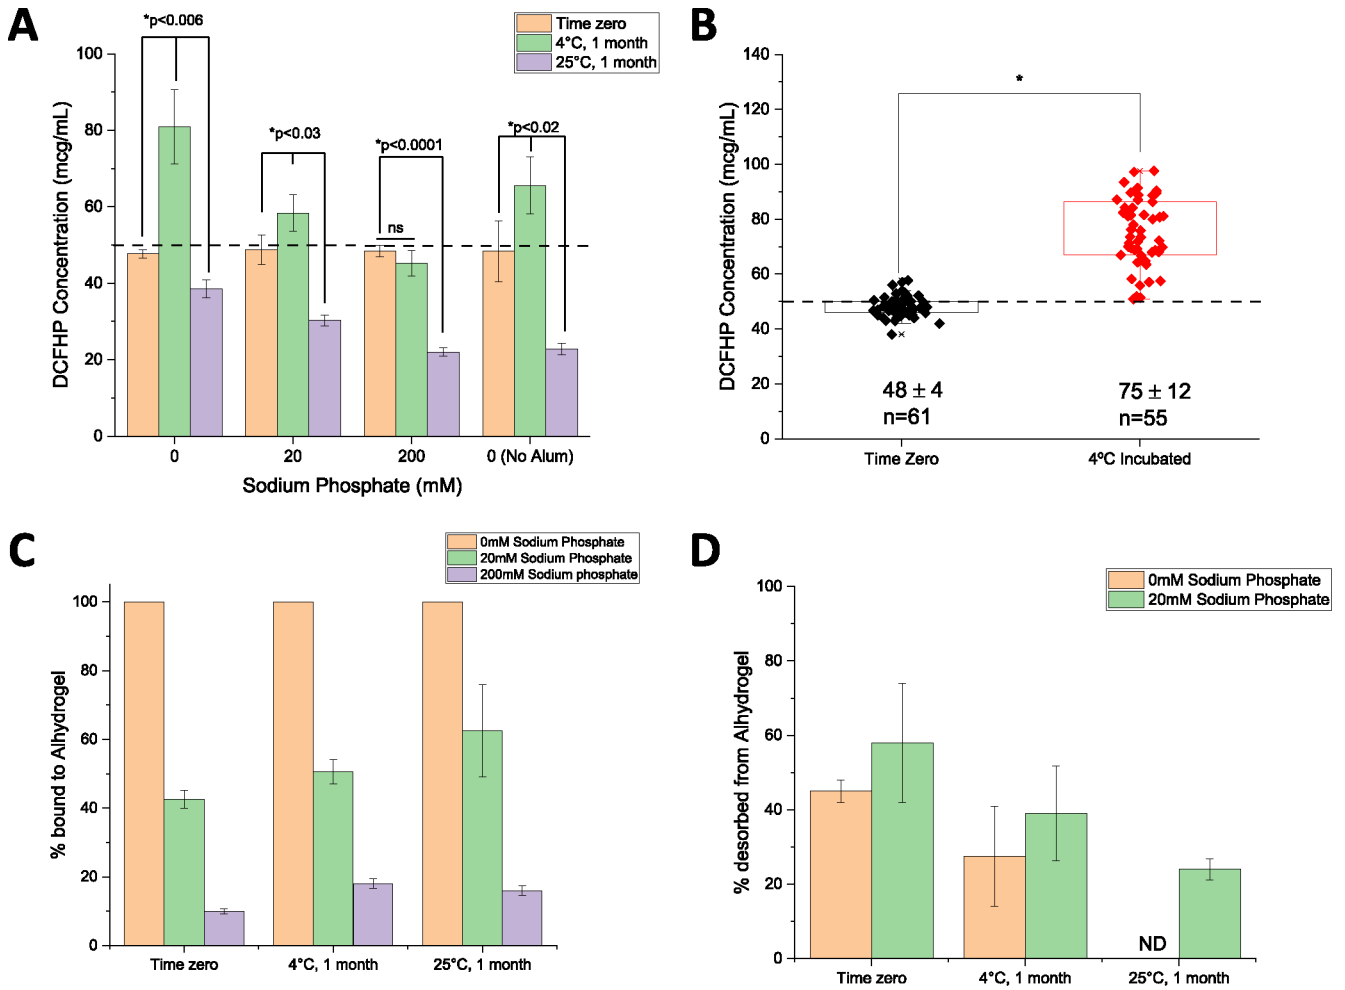 A
*p<0.006
Time zero
4°C, 1 month
25°C, 1 month
*p<0.03
*p<0.0001
*p<0.02
ns
100
80
60
40
20
0
DCFHP Concentration (mcg/mL)
0
20
200
0 (No Alum)
Sodium Phosphate (mM)
B
*
140
120
100
80
60
40
20
0
DCFHP Concentration (mcg/mL)
48 ± 4
n=61
75 ± 12
n=55
Time Zero
4ºC Incubated
C
0mM Sodium Phosphate
20mM Sodium Phosphate
200mM Sodium phosphate
100
80
60
40
20
0
% bound to Alhydrogel
Time zero
4°C, 1 month
25°C, 1 month
D
0mM Sodium Phosphate
20mM Sodium Phosphate
100
80
60
40
20
0
% desorbed from Alhydrogel
ND
Time zero
4°C, 1 month
25°C, 1 month